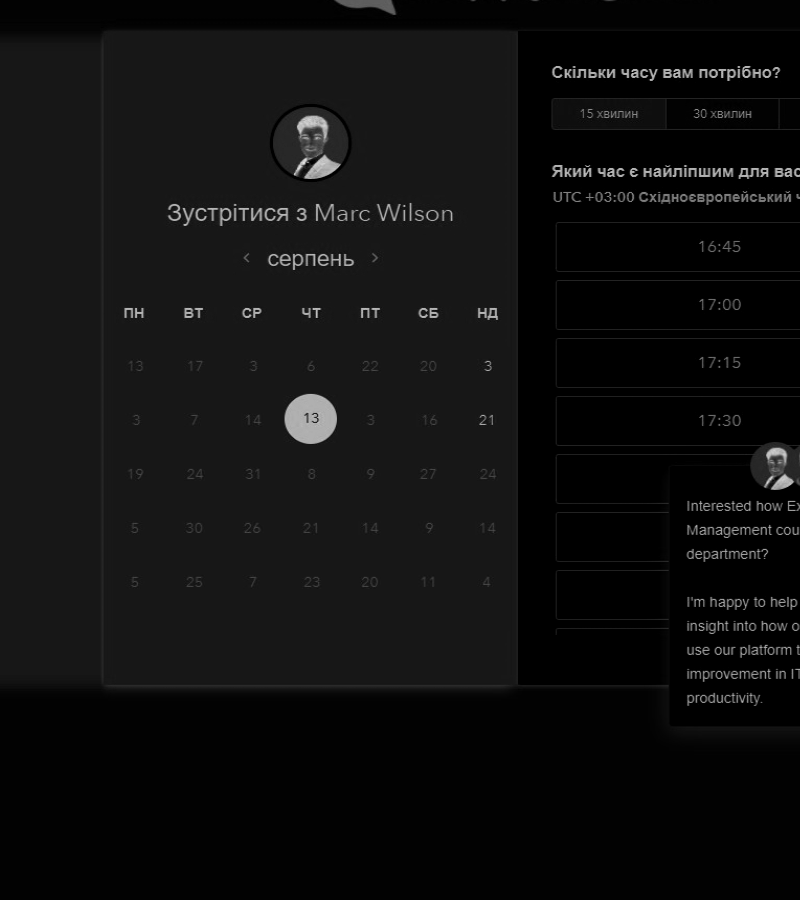 Зустрітися з Marc Wilson
серпень
ПН ВТ СР ЧТ ПТ СБ НД
13 17 3 6 22 20 3
3 7 14 13 3 16 21
19 24 31 8 9 27 24
5 30 26 21 14 9 14
5 25 7 23 20 11 4
Скільки часу вам потрібно?
15 хвилин 30 хвилин
Який час є найліпшим для вас
UTC +03:00 Східноєвропейський
16:45
17:00
17:15
17:30
Interested how
Management
department?
I'm happy to help
insight into how
use our platform
improvement in IT
productivity.